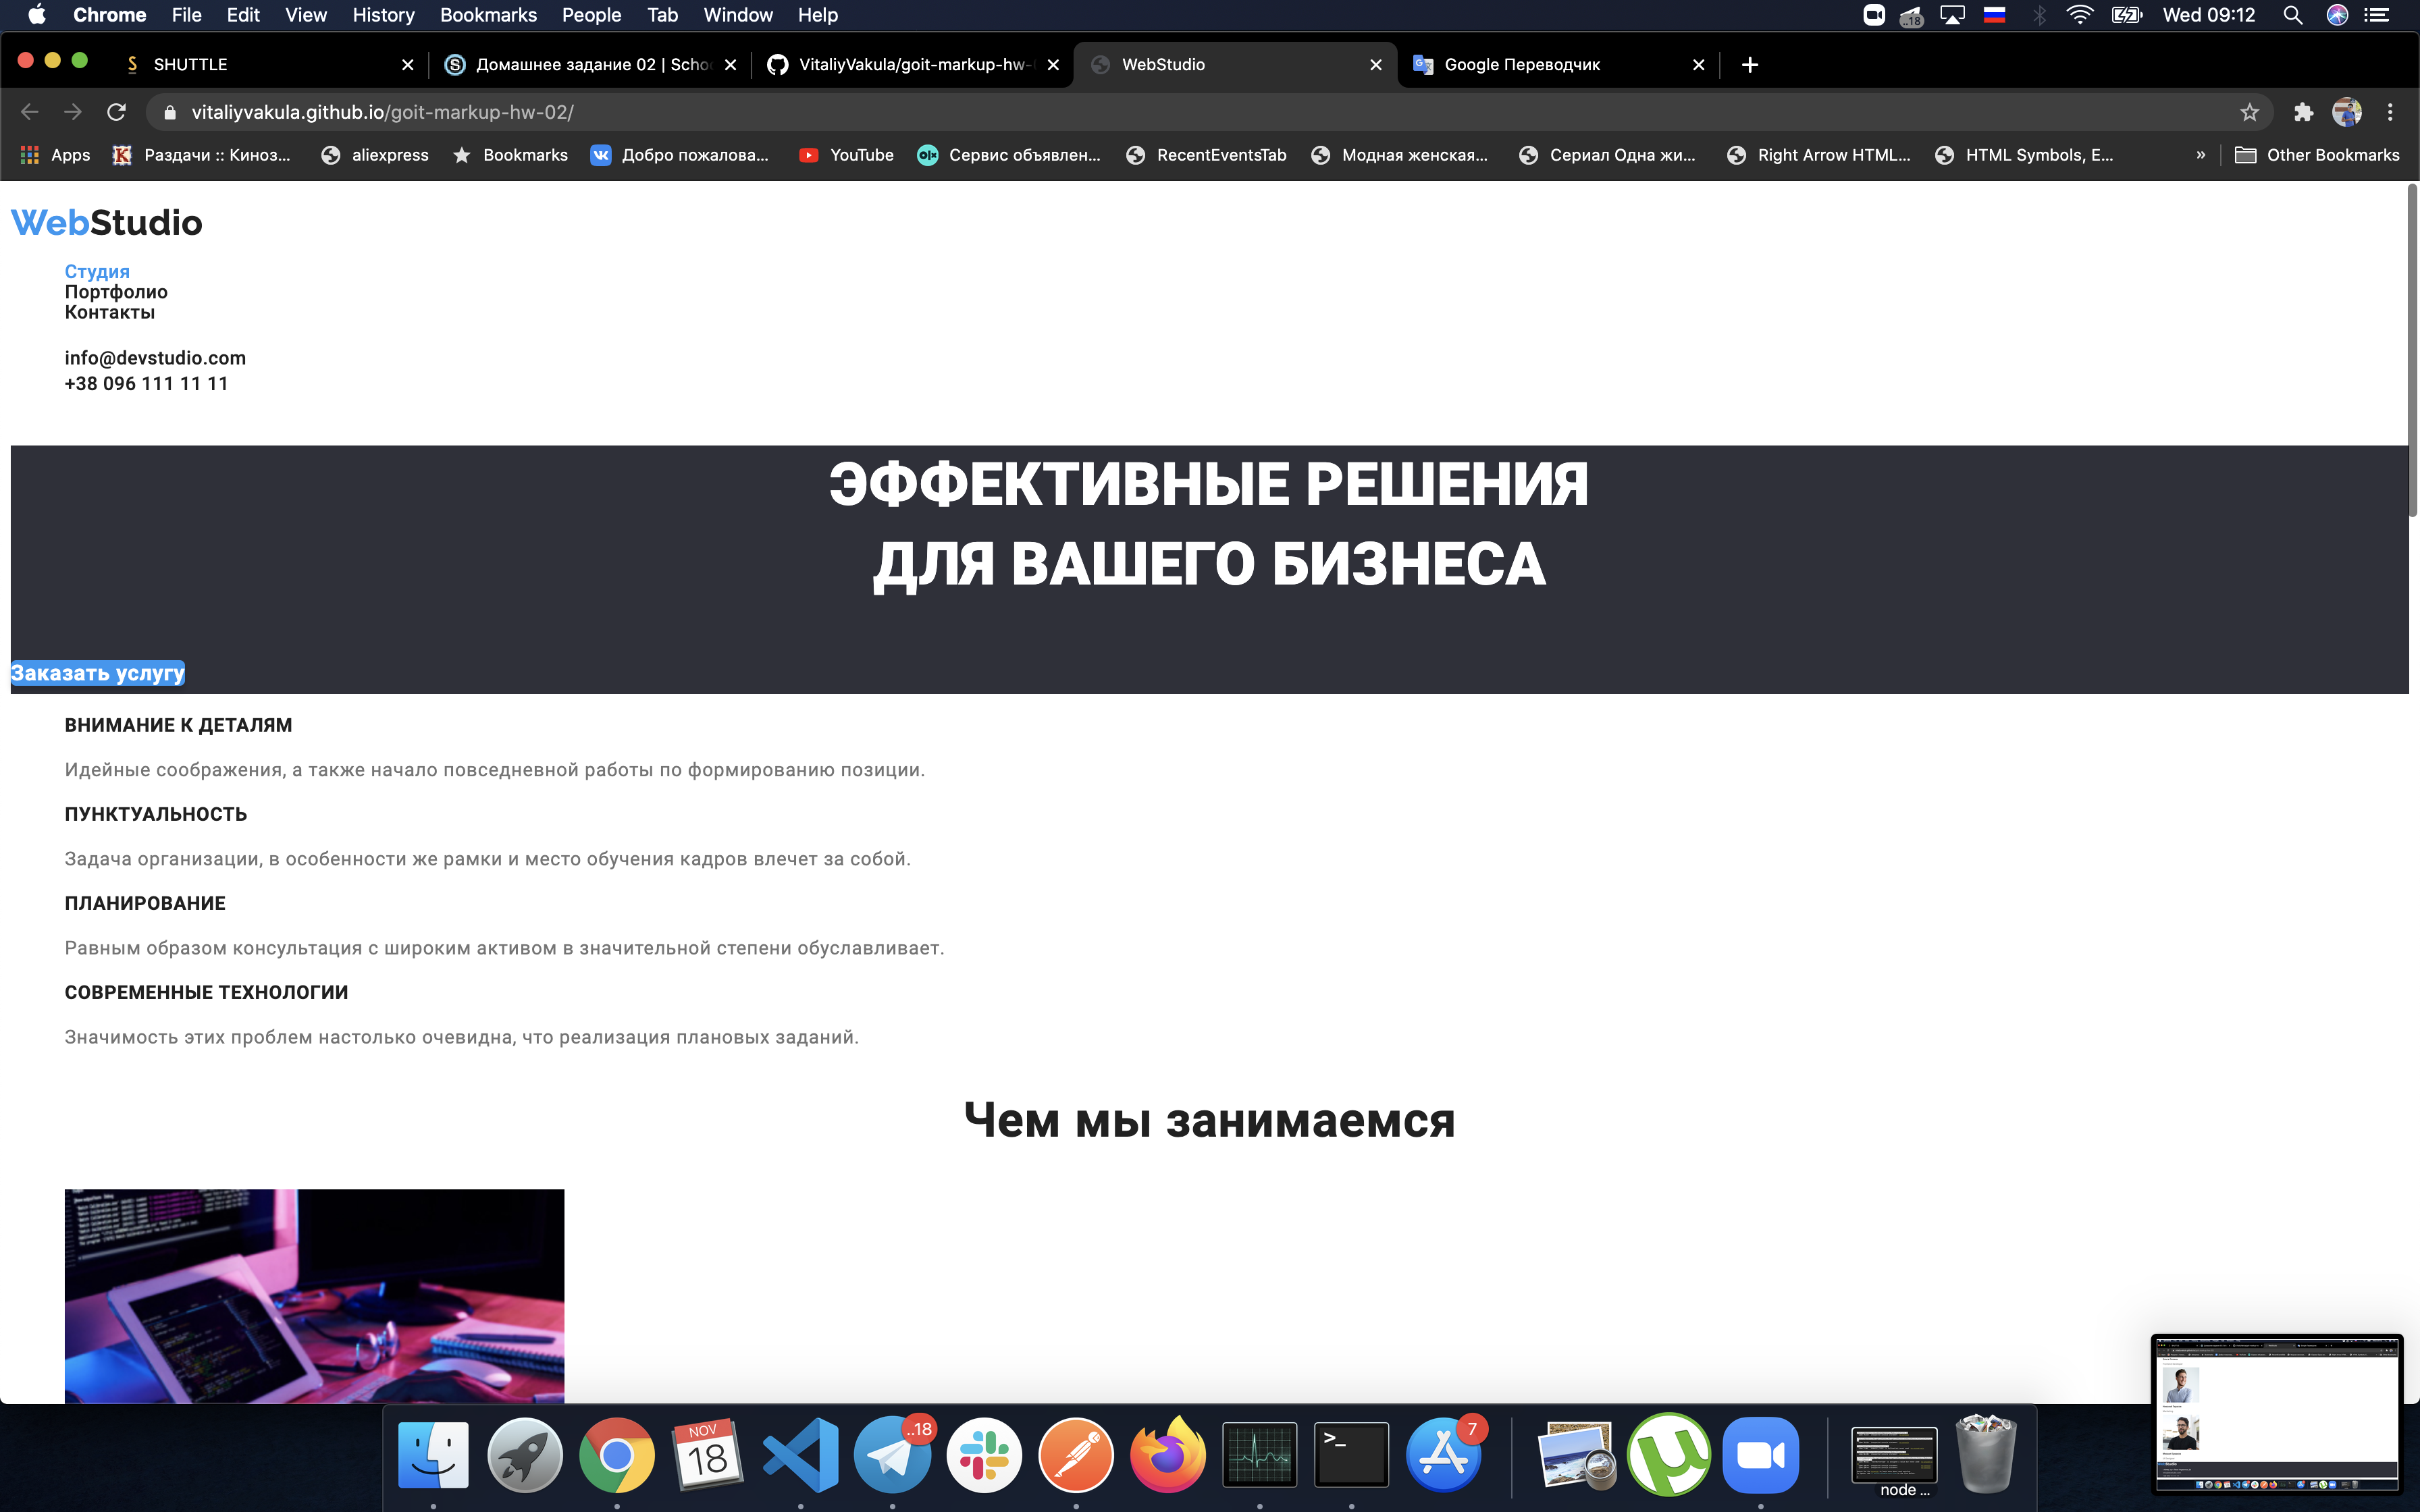 Chrome File Edit View History Bookmarks People Tab Window Help ..18 Wed 09:12
SHUTTLE Домашнее задание 02 | Scho VitaliyVakula/goit-markup-hw- WebStudio Google Переводчик
vitaliyvakula.github.io/goit-markup-hw-02/
Apps Раздачи :: Киноз... aliexpress Bookmarks Добро пожалова... YouTube Сервис объявлен... RecentEventsTab Модная женская... Сериал Одна жи... Right Arrow HTML... HTML Symbols, E... » Other Bookmarks
WebStudio
Студия
Портфолио
Контакты
info@devstudio.com
+38 096 111 11 11
ЭФФЕКТИВНЫЕ РЕШЕНИЯ
ДЛЯ ВАШЕГО БИЗНЕСА
Заказать услугу
ВНИМАНИЕ К ДЕТАЛЯМ
Идейные соображения, а также начало повседневной работы по формированию позиции.
ПУНКТУАЛЬНОСТЬ
Задача организации, в особенности же рамки и место обучения кадров влечет за собой.
ПЛАНИРОВАНИЕ
Равным образом консультация с широким активом в значительной степени обуславливает.
СОВРЕМЕННЫЕ ТЕХНОЛОГИИ
Значимость этих проблем настолько очевидна, что реализация плановых заданий.
Чем мы занимаемся
NOV
18
..18
7
node ...